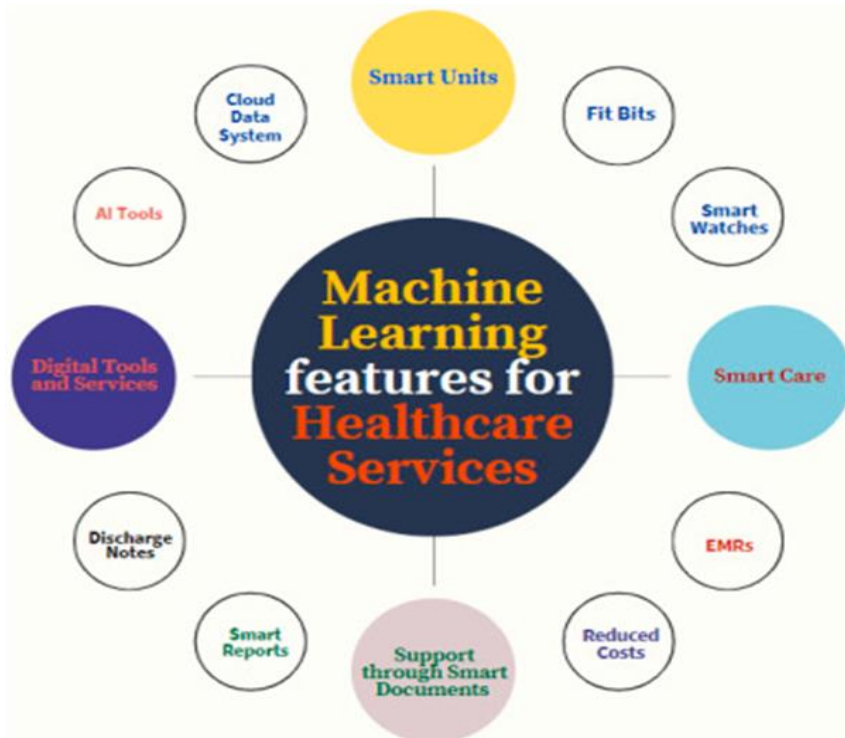 Smart Units
Cloud
Data
System
Fit Bits
AI Tools
Smart
Watches
Machine
Learning
features for
Healthcare
Services
Digital Tools
and Services
Smart Care
Discharge
Notes
EMRs
Smart
Reports
Support
through Smart
Documents
Reduced
Costs